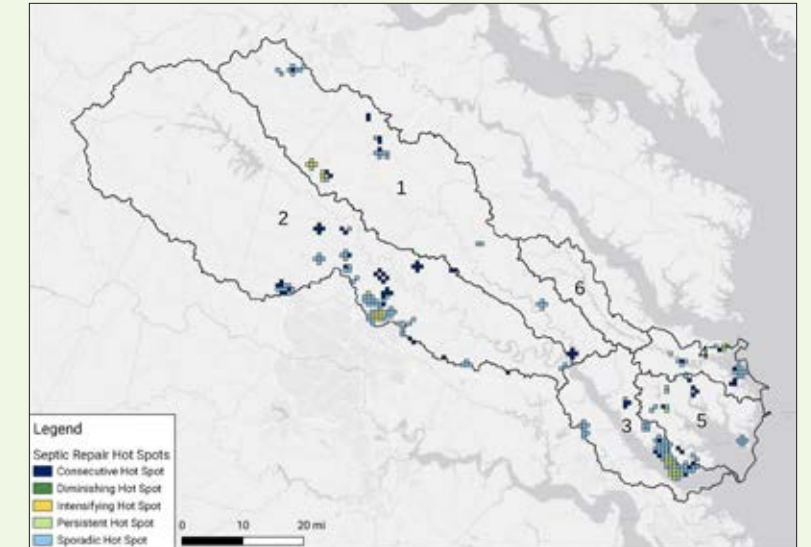 1
2
6
4
3
5
Legend
Septic Repair Hot Spots
Consecutive Hot Spot
Diminishing Hot Spot
Intensifying Hot Spot
Persistent Hot Spot
Sporadic Hot Spot
0 10 20 mi